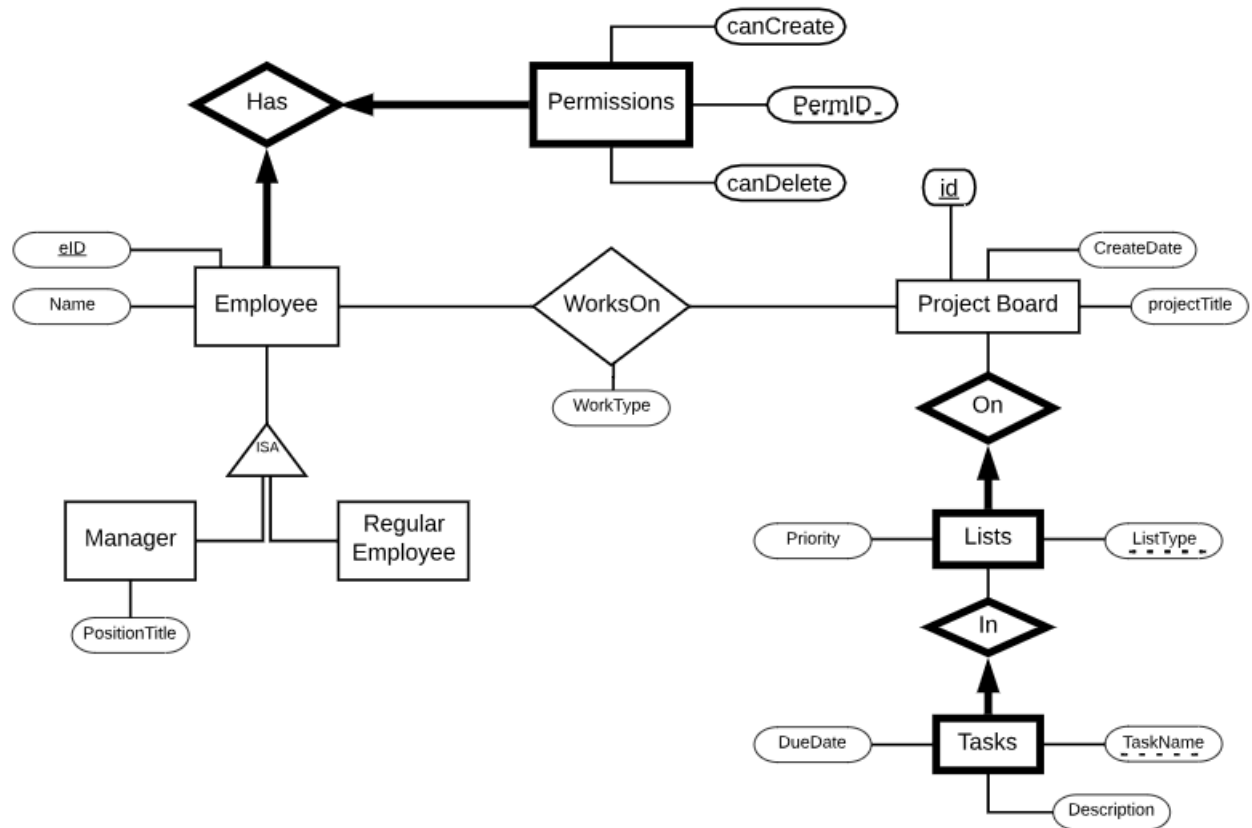 canCreate
Has
Permissions
PermID
canDelete
id
eID
CreateDate
Name
Employee
WorksOn
Project Board
projectTitle
WorkType
On
ISA
Manager
Regular
Employee
Priority
Lists
ListType
PositionTitle
In
DueDate
Tasks
TaskName
Description